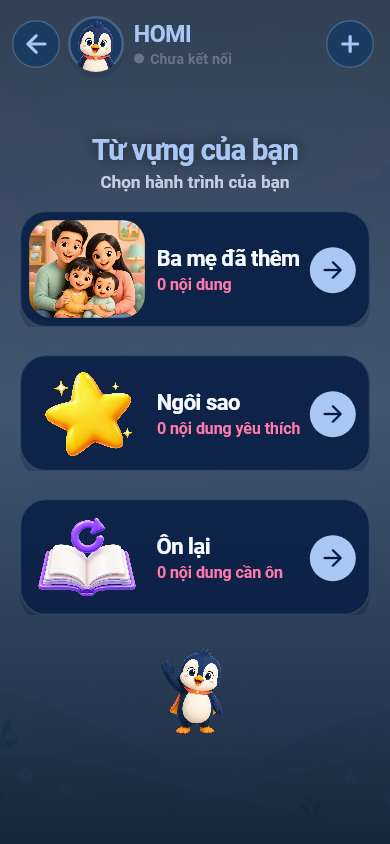 HOMI
Chưa kết nối
Từ vựng của bạn
Chọn hành trình của bạn
Ba mẹ đã thêm
0 nội dung
Ngôi sao
0 nội dung yêu thích
Ôn lại
0 nội dung cần ôn